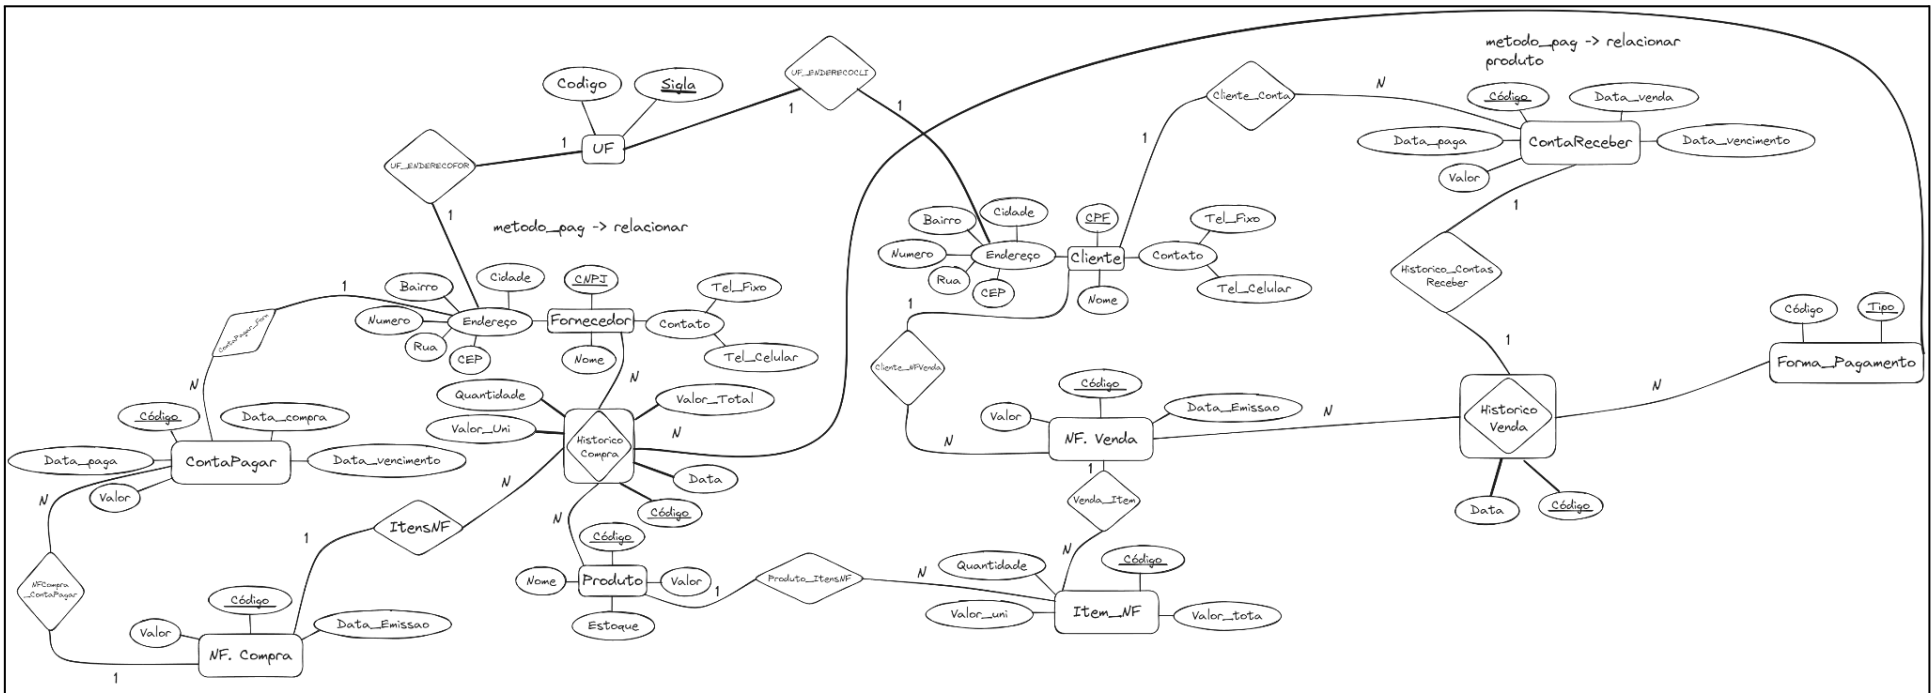 metodo_pag -> relacionar
produto
UF_ENDERECOCLI
1
1
Codigo
Sigla
UF
1
UF_ENDERECOFOR
1
Cliente_Conta
N
1
Código
Data_venda
ContaReceber
Data_paga
Data_vencimento
Valor
1
metodo_pag -> relacionar
Bairro
Cidade
CPF
Tel_Fixo
Numero
Endereço
Cliente
Contato
Rua
CEP
Nome
Tel_Celular
Historico_Contas
Receber
1
Bairro
Cidade
CNPJ
Tel_Fixo
1
Numero
Endereço
Fornecedor
Contato
Rua
CEP
Nome
Tel_Celular
ContaPagar_Forn
N
1
Cliente_NFVenda
N
Código
Tipo
Forma_Pagamento
N
Código
Data_compra
ContaPagar
Data_paga
Data_vencimento
Valor
N
N
Quantidade
Valor_Total
Valor_Uni
Historico
Compra
N
Data
Código
N
N
Código
Valor
Data_Emissao
NF. Venda
N
N
1
Historico
Venda
Data
Código
Venda_Item
N
ItensNF
1
NFCompra
_ContaPagar
1
Código
Valor
Data_Emissao
NF. Compra
Código
Nome
Produto
Valor
Estoque
1
Produto_ItensNF
N
Quantidade
Código
Valor_uni
Item_NF
Valor_tota